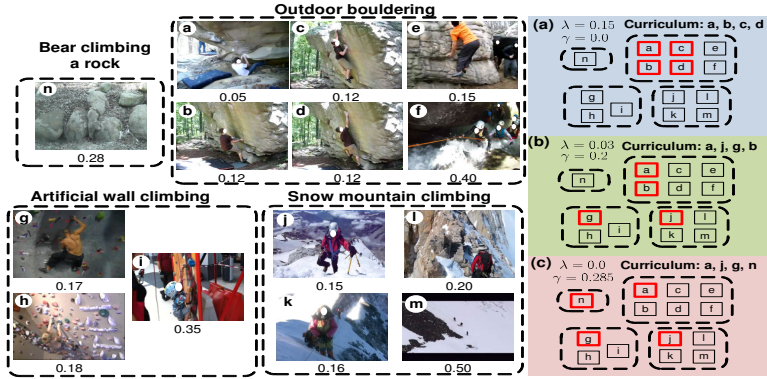 Outdoor bouldering
Bear climbing
a rock
n
0.28
a
c
e
0.05
0.12
0.15
b
d
f
0.12
0.12
0.40
Artificial wall climbing
g
0.17
i
0.35
h
0.18
Snow mountain climbing
j
l
0.15
0.20
k
m
0.16
0.50
(a) λ = 0.15 Curriculum: a, b, c, d
γ = 0.0
n
a c e
b d f
g
h
i
j l
k m
(b) λ = 0.03 Curriculum: a, j, g, b
γ = 0.2
n
a c e
b d f
g
h
i
j l
k m
(c) λ = 0.0 Curriculum: a, j, g, n
γ = 0.285
n
a c e
b d f
g
h
i
j l
k m